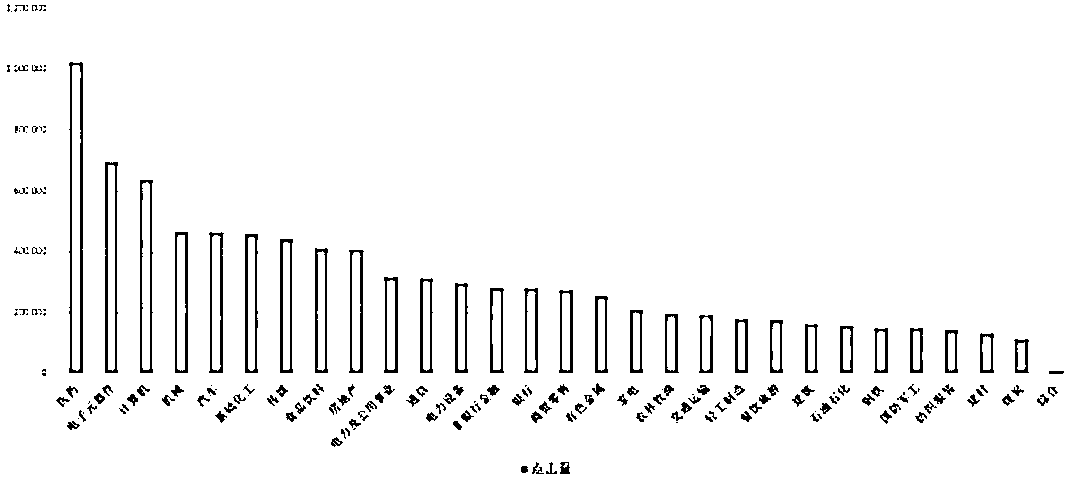 1,200,000
1,000,000
800,000
600,000
400,000
200,000
0
医药
电子元器件
计算机
机械
汽车
基础化工
传媒
食品饮料
房地产
电力及公用事业
通信
电力设备
非银行金融
银行
商贸零售
有色金属
家电
农林牧渔
交通运输
轻工制造
餐饮旅游
建筑
石油石化
钢铁
国防军工
纺织服装
建材
煤炭
综合
点击量